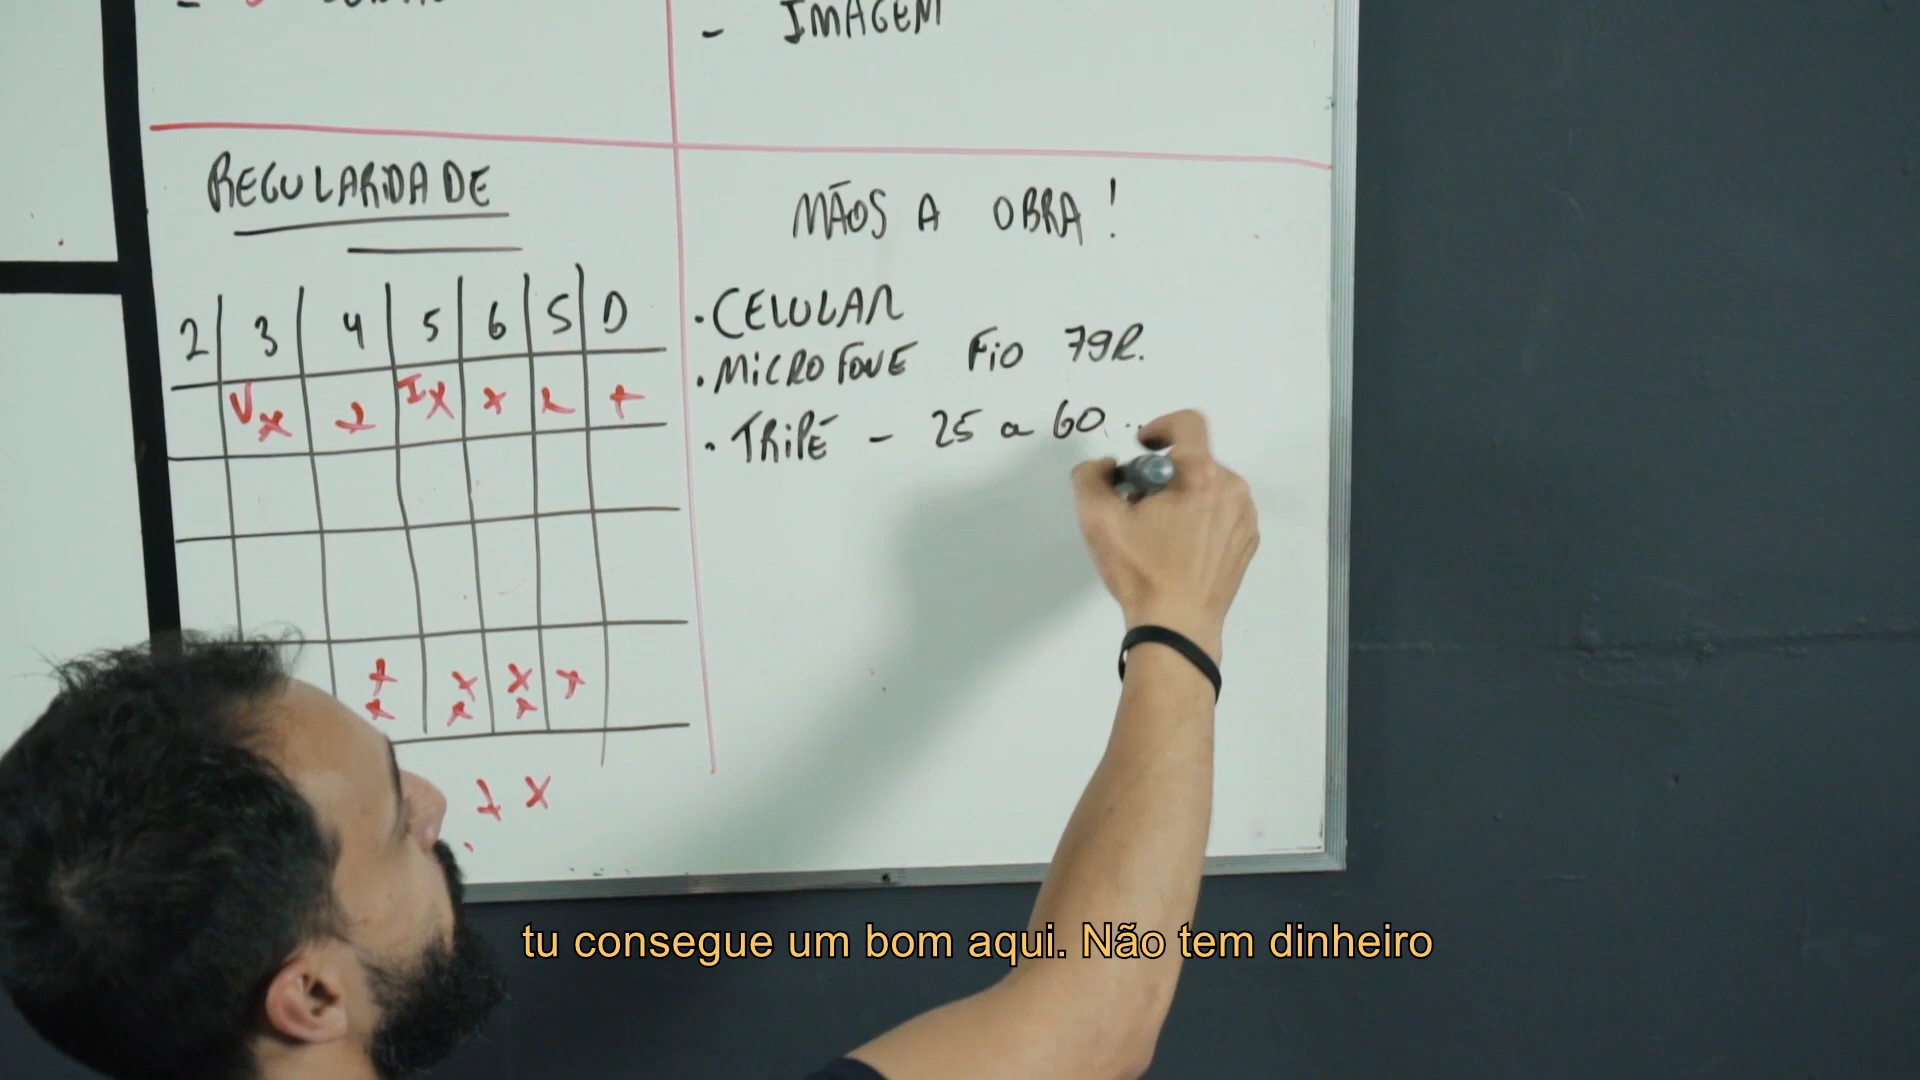 - IMAGEM
REGULARIDADE
2 3 4 5 6 S D
V x x I x x x x
x x x x
x x x
x x
MÃOS A OBRA!
• CELULAR
• MICROFONE FIO 79R.
• TRIPÉ - 25 a 60
tu consegue um bom aqui. Não tem dinheiro